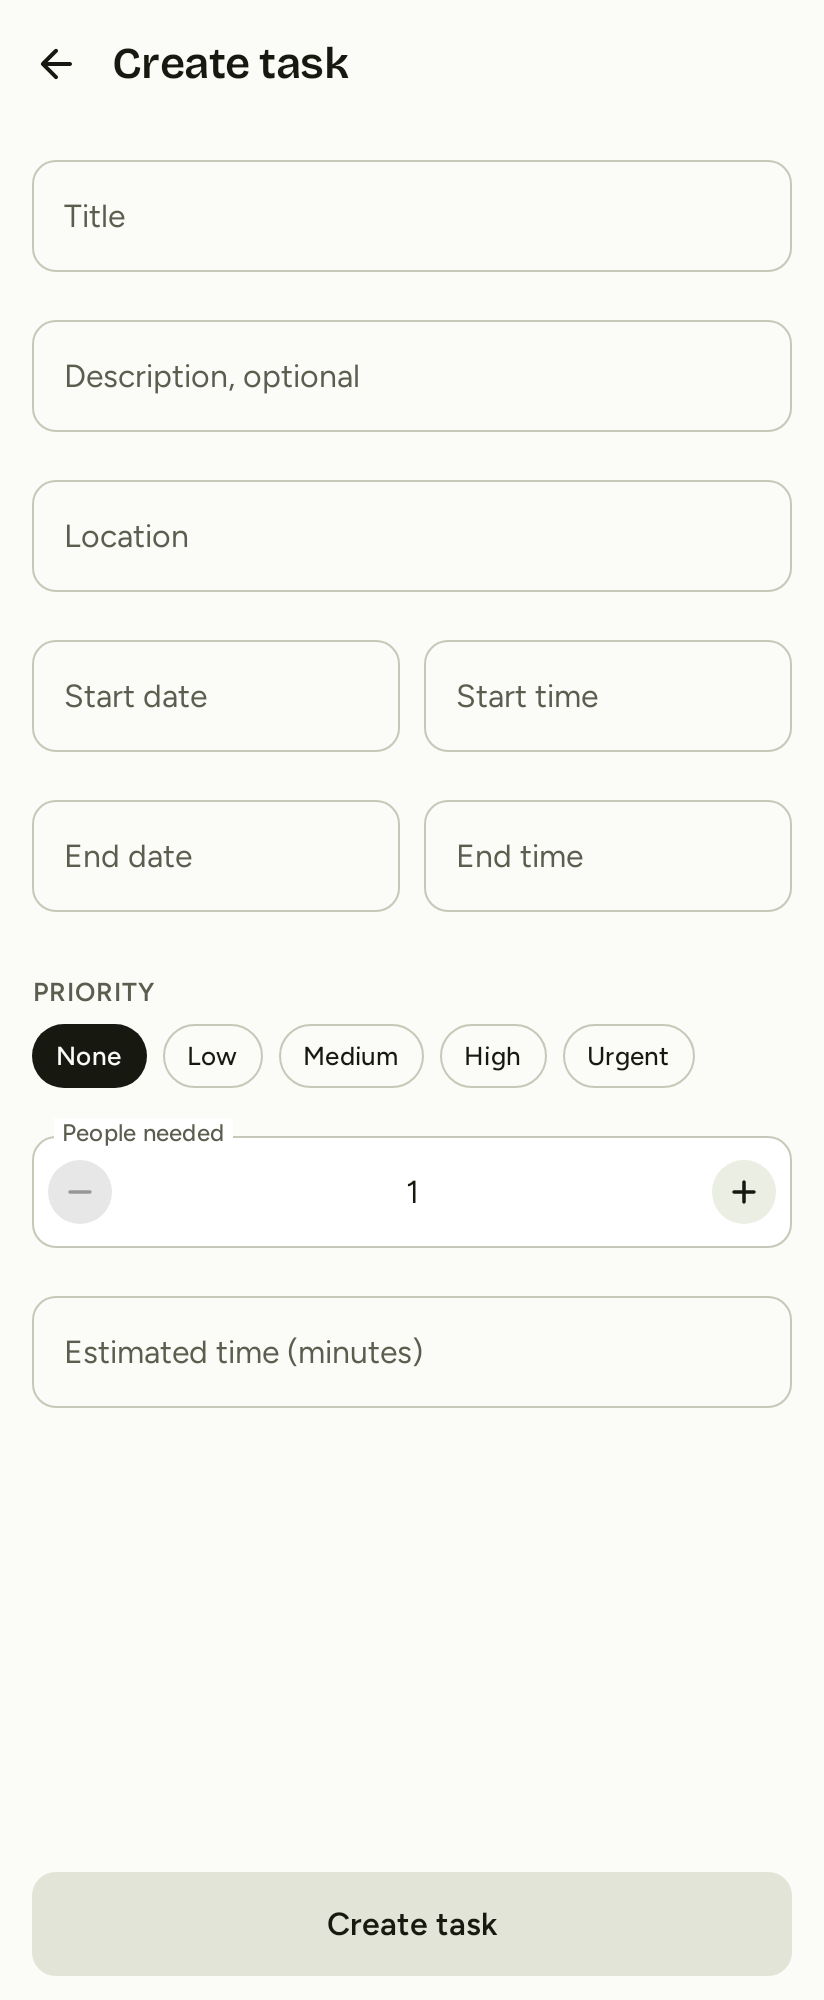 Create task
Title
Description, optional
Location
Start date Start time
End date End time
PRIORITY
None Low Medium High Urgent
People needed
1
Estimated time (minutes)
Create task